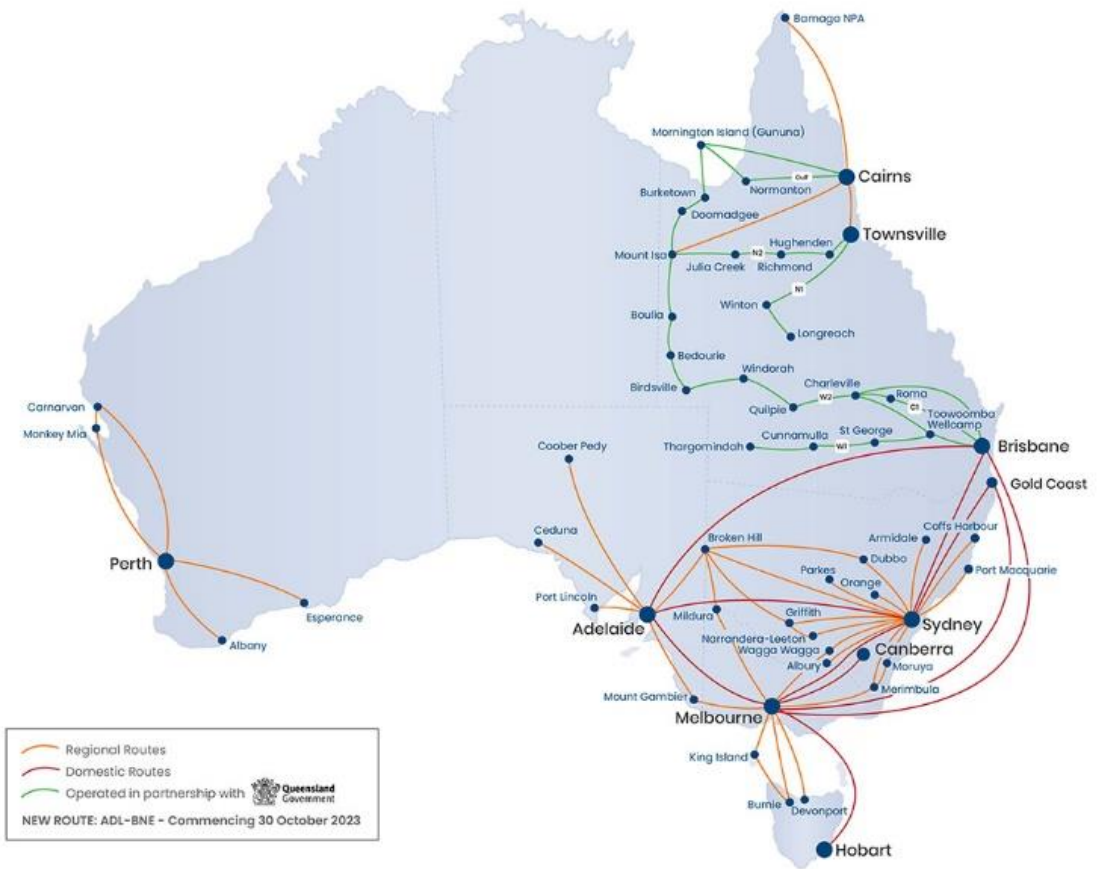 Bamaga NPA
Mornington Island (Gununa)
Cairns
Gulf
Normanton
Burketown
Doomadgee
Townsville
Hughenden
Mount Isa
N2
Julia Creek
Richmond
N1
Winton
Boulia
Longreach
Bedourie
Windorah
Charleville
Birdsville
W2
Roma
Quilpie
C1
Carnarvon
Toowoomba
Wellcamp
Monkey Mia
St George
Coober Pedy
Cunnamulla
Thargomindah
W1
Brisbane
Gold Coast
Ceduna
Broken Hill
Coffs Harbour
Armidale
Dubbo
Perth
Parkes
Port Macquarie
Orange
Port Lincoln
Esperance
Mildura
Griffith
Adelaide
Sydney
Narrandera-Leeton
Albany
Wagga Wagga
Canberra
Albury
Moruya
Merimbula
Mount Gambier
Melbourne
King Island
Burnie
Devonport
Hobart
Regional Routes
Domestic Routes
Operated in partnership with Queensland
Government
NEW ROUTE: ADL-BNE - Commencing 30 October 2023